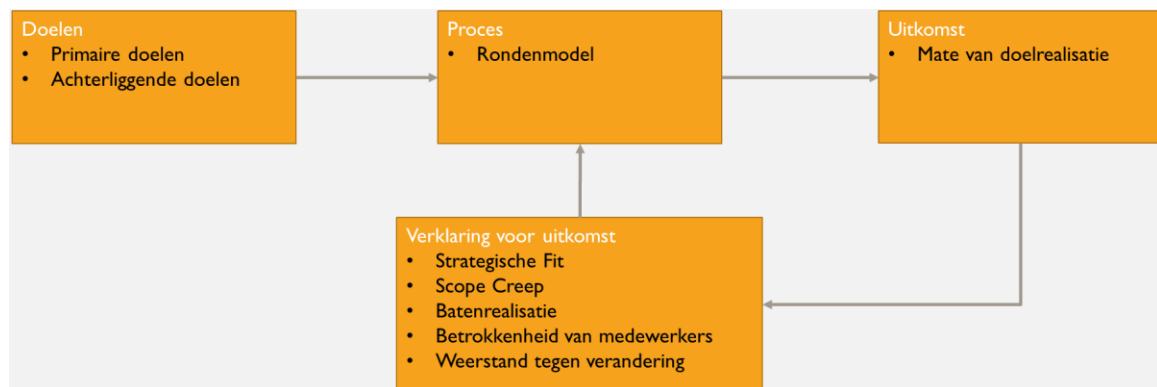 Doelen
• Primaire doelen
• Achterliggende doelen
Proces
• Rondenmodel
Uitkomst
• Mate van doelrealisatie
Verklaring voor uitkomst
• Strategische Fit
• Scope Creep
• Batenrealisatie
• Betrokkenheid van medewerkers
• Weerstand tegen verandering